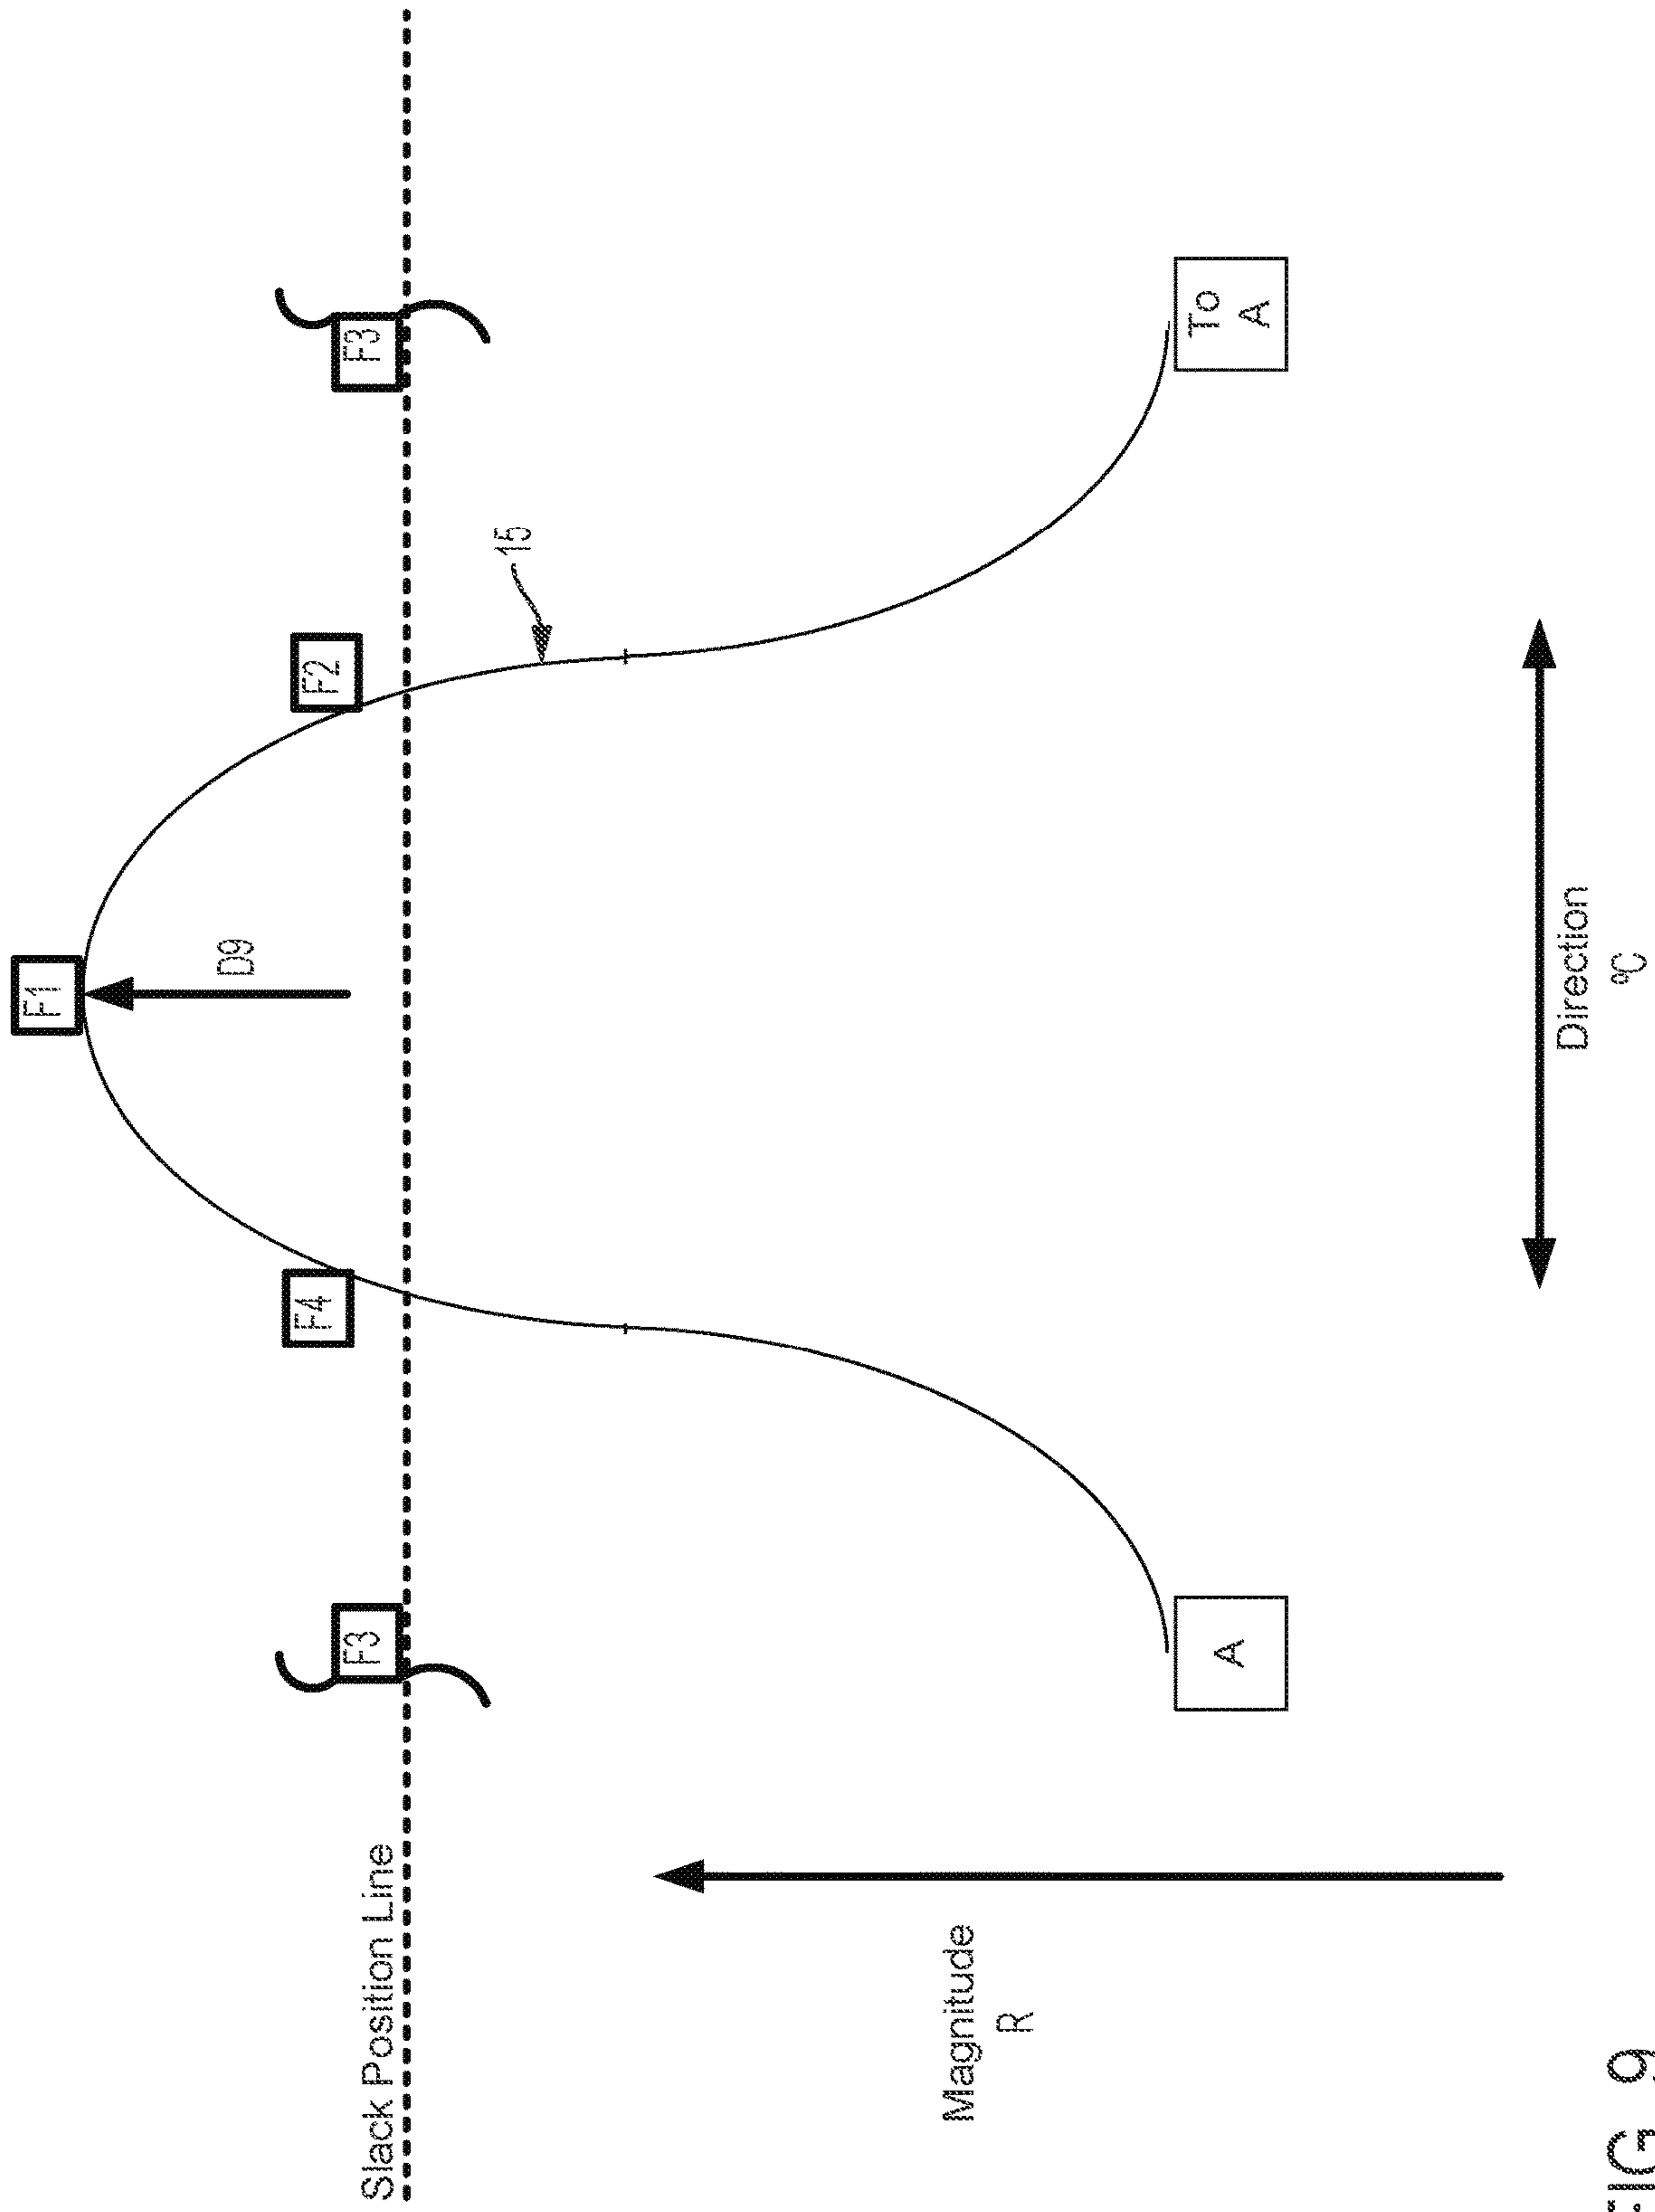 F1
D9
F4
F2
Slack Position Line
F3
F3
15
Magnitude
R
A
To
A
Direction
°C
FIG. 9